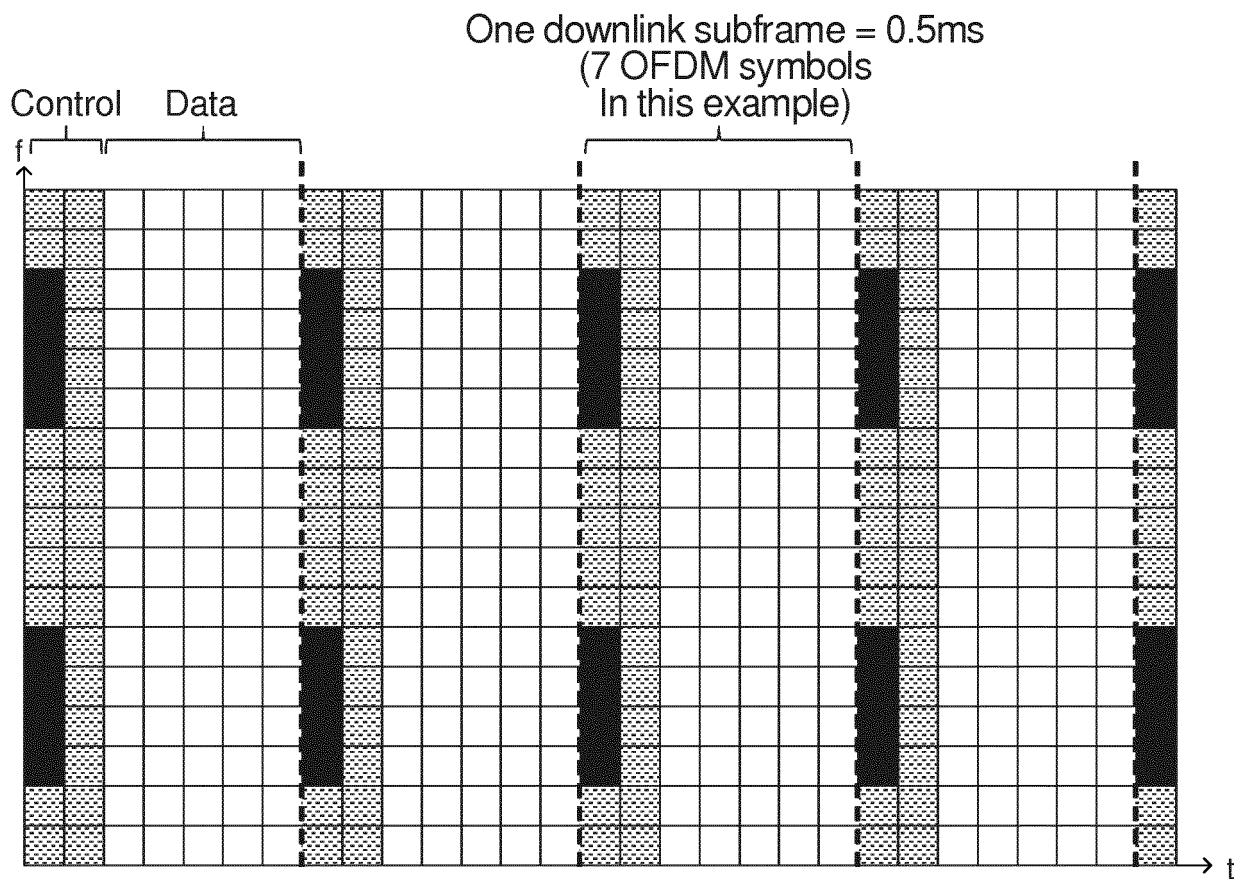 One downlink subframe = 0.5ms
(7 OFDM symbols
In this example)
Control Data
f
t